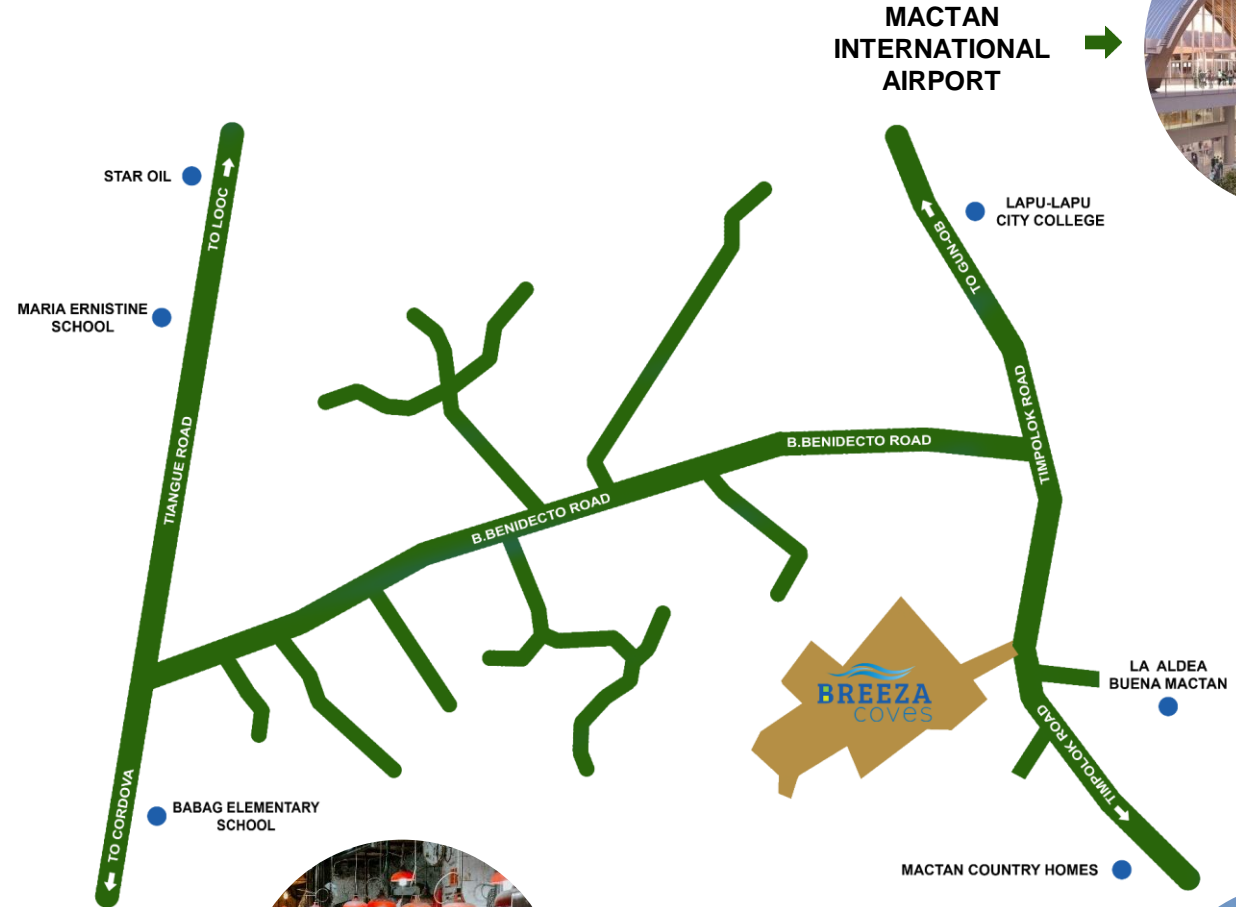 MACTAN
INTERNATIONAL
AIRPORT
STAR OIL
TO LOOC
LAPU-LAPU
CITY COLLEGE
TO GUN-OB
MARIA ERNISTINE
SCHOOL
TIANGUE ROAD
TIMPOLOK ROAD
B.BENIDECTO ROAD
B.BENIDECTO ROAD
BREEZA
coves
LA ALDEA
BUENA MACTAN
TIMPOLOK ROAD
TO CORDOVA
BABAG ELEMENTARY
SCHOOL
MACTAN COUNTRY HOMES